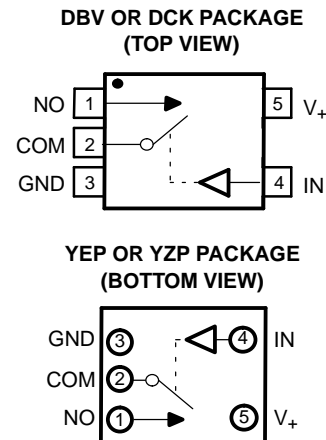 DBV OR DCK PACKAGE
(TOP VIEW)
NO 1 5 V+
COM 2
GND 3 4 IN
YEP OR YZP PACKAGE
(BOTTOM VIEW)
GND 3 4 IN
COM 2
NO 1 5 V+